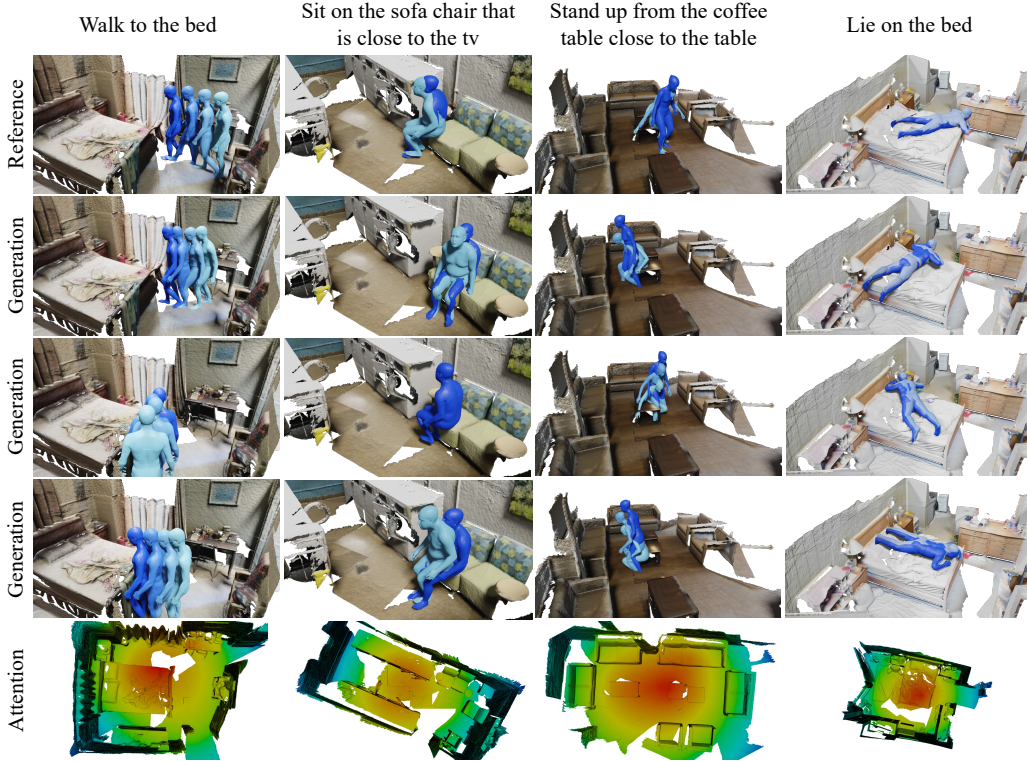 Walk to the bed
Sit on the sofa chair that
is close to the tv
Stand up from the coffee
table close to the table
Lie on the bed
Reference
Generation
Generation
Generation
Attention